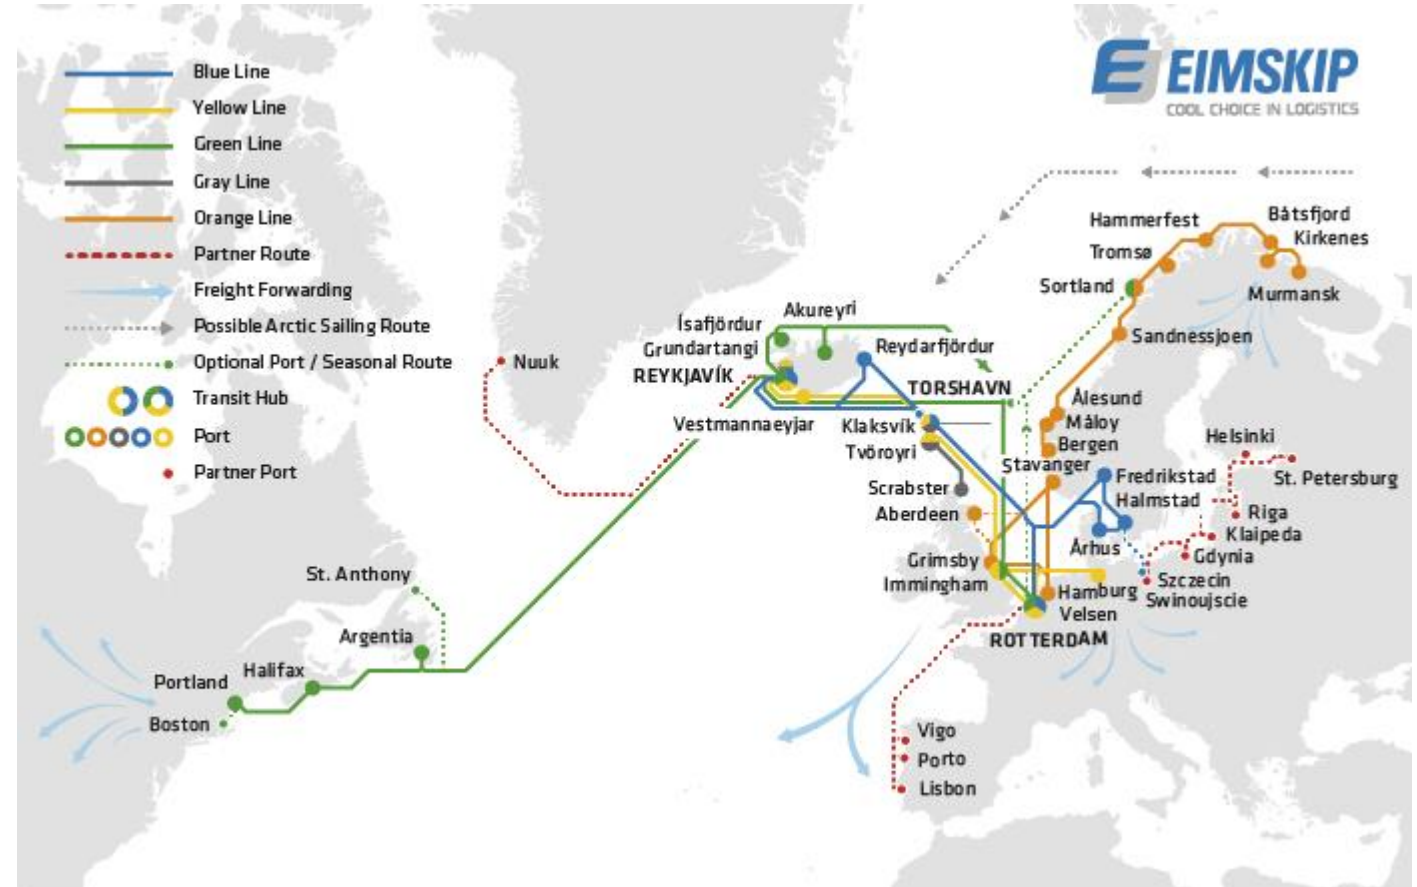 Blue Line
Yellow Line
Green Line
Gray Line
Orange Line
Partner Route
Freight Forwarding
Possible Arctic Sailing Route
Optional Port / Seasonal Route
Transit Hub
Port
Partner Port
EIMSKIP
COOL CHOICE IN LOGISTICS
Hammerfest
Båtsfjord
Kirkenes
Tromsø
Sortland
Murmansk
Sandnessjoen
Nuuk
Akureyri
Ísafjördur
Grundartangi
REYKJAVÍK
Reydarfjördur
TORSHAVN
Vestmannaeyjar
Klaksvík
Tvöroyri
Ålesund
Måloy
Bergen
Stavanger
Scrabster
Aberdeen
Fredrikstad
Halmstad
Århus
Helsinki
St. Petersburg
Riga
Klaipeda
Gdynia
Szczecin
Swinoujscie
Grimsby
Immingham
Hamburg
Velsen
ROTTERDAM
St. Anthony
Argentia
Halifax
Portland
Boston
Vigo
Porto
Lisbon